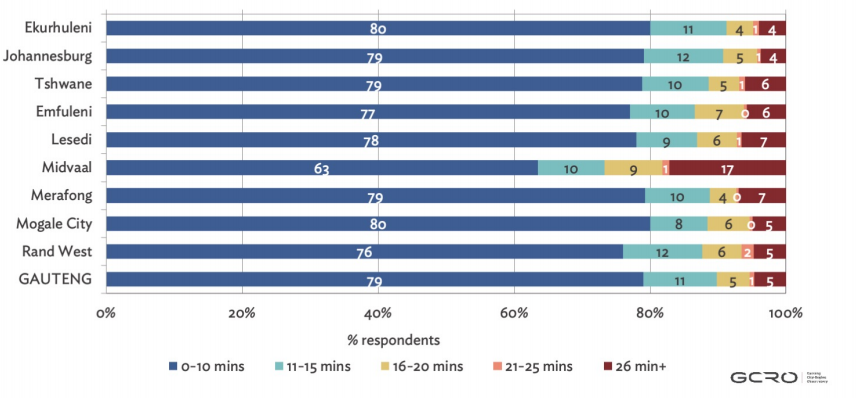 Ekurhuleni 80 11 4 1 4
Johannesburg 79 12 5 1 4
Tshwane 79 10 5 1 6
Emfuleni 77 10 7 0 6
Lesedi 78 9 6 1 7
Midvaal 63 10 9 1 17
Merafong 79 10 4 0 7
Mogale City 80 8 6 0 5
Rand West 76 12 6 2 5
GAUTENG 79 11 5 1 5
0% 20% 40% 60% 80% 100%
% respondents
0-10 mins 11-15 mins 16-20 mins 21-25 mins 26 min+
GCRO